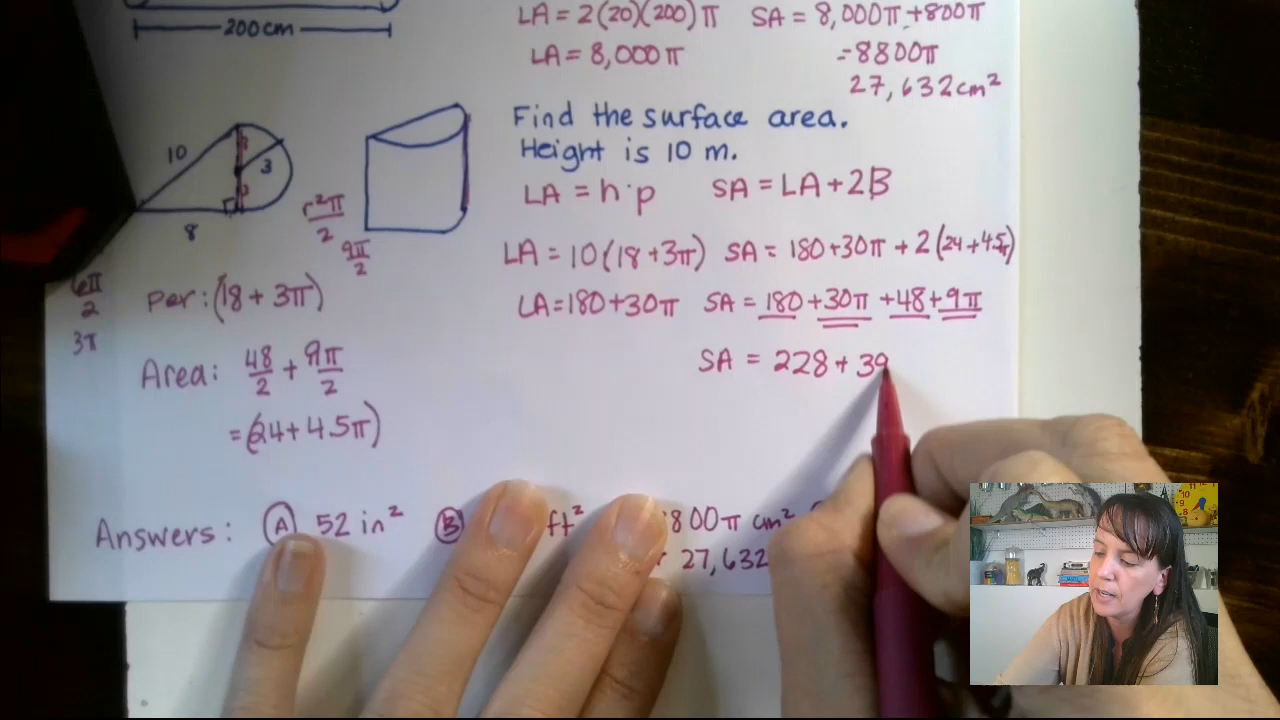 200cm
LA = 2(20)(200)π
SA = 8,000π+800π
LA = 8,000π
=8800π
27,632cm²
10
3
3
3
8
Find the surface area.
Height is 10 m.
LA = h·p
SA = LA+2B
r²π
2
9π
2
LA = 10(18+3π)
SA = 180+30π+2(24+4.5π)
6π
2
3π
Per: (18+3π)
LA=180+30π
SA = 180+30π+48+9π
Area: 48/2 + 9π/2
SA = 228+39
=(24+4.5π)
Answers: A 52 in² B ft² 800π cm²
27,632